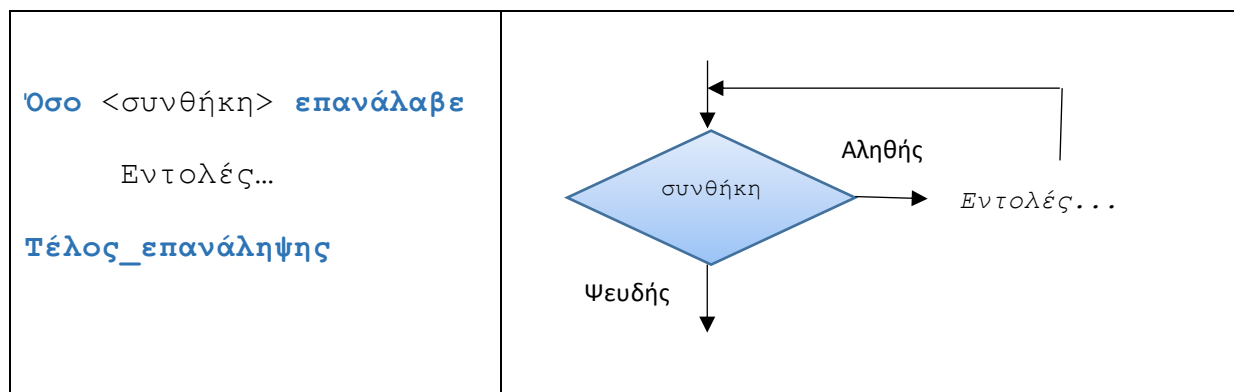 Όσο <συνθήκη> επανάλαβε
Εντολές…
Τέλος_επανάληψης
Αληθής
συνθήκη
Εντολές...
Ψευδής